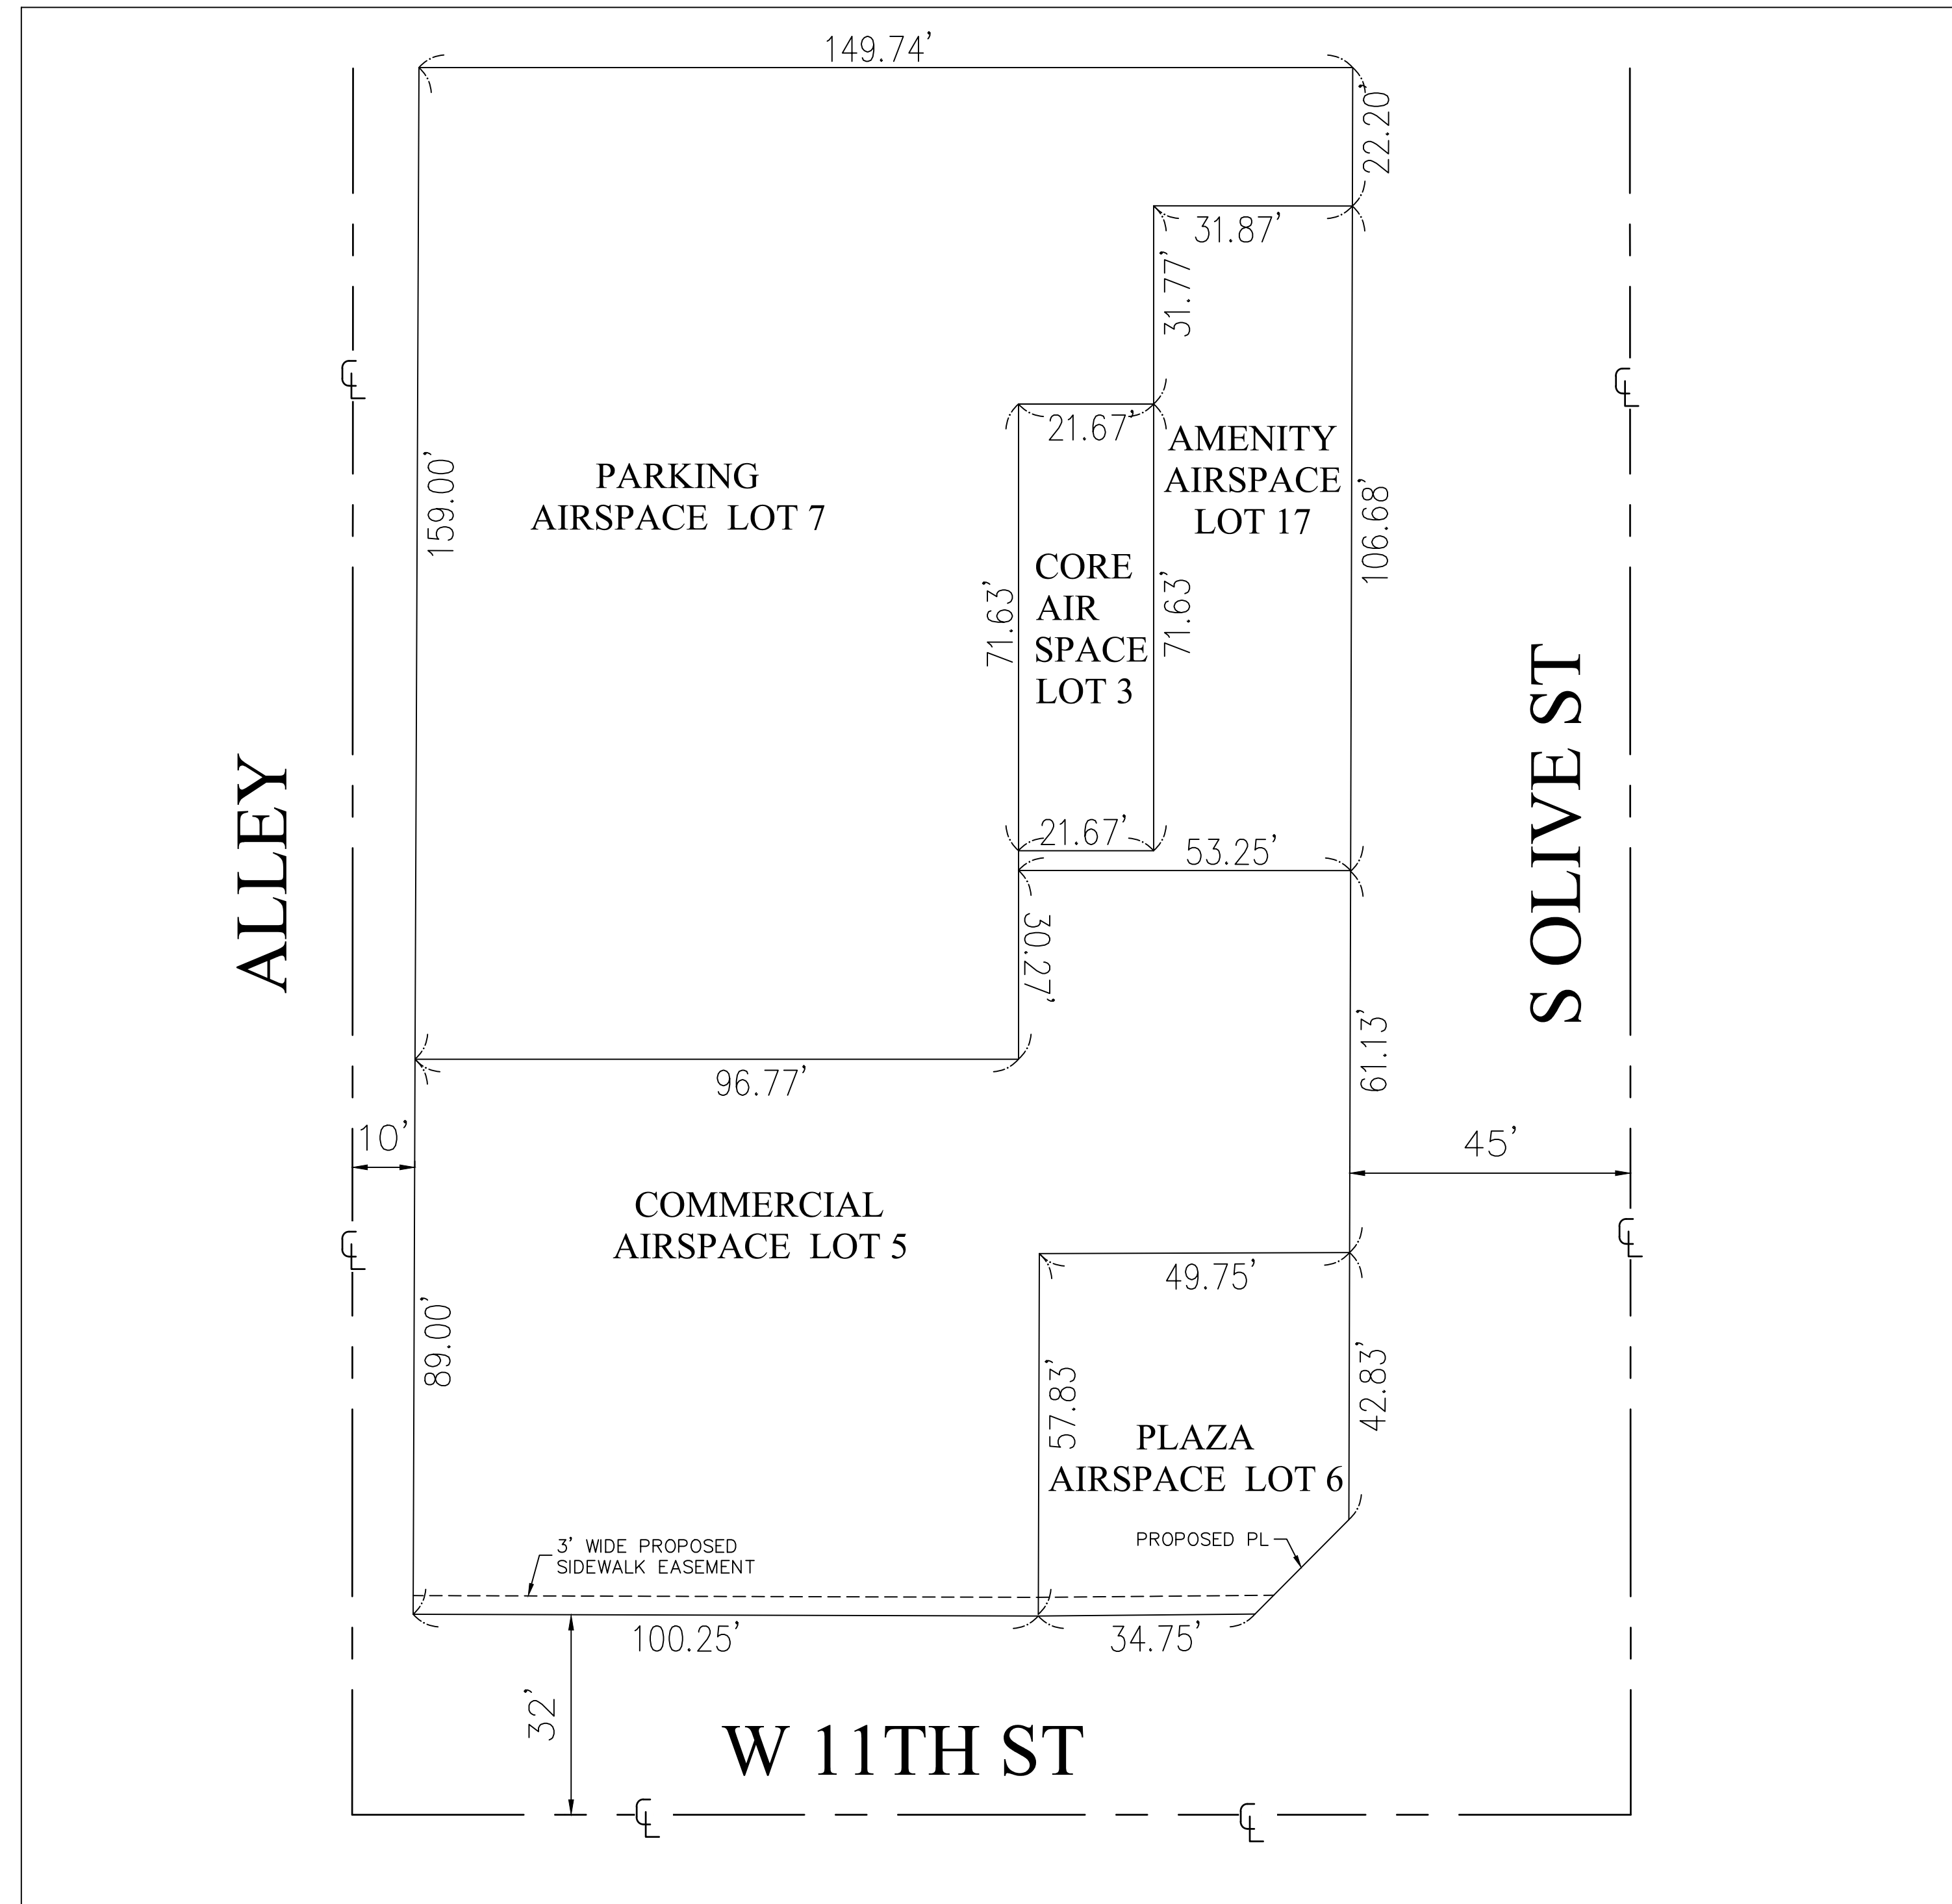 149.74'
22.20'
31.87'
31.77'
21.67'
AMENITY
AIRSPACE
LOT 17
PARKING
AIRSPACE LOT 7
159.00'
106.68'
CORE
AIR
SPACE
LOT 3
71.63'
71.63'
S OLIVE ST
ALLEY
21.67'
53.25'
30.27'
61.13'
96.77'
10'
45'
COMMERCIAL
AIRSPACE LOT 5
49.75'
89.00'
57.83'
42.83'
PLAZA
AIRSPACE LOT 6
3' WIDE PROPOSED
SIDEWALK EASEMENT
PROPOSED PL
100.25'
34.75'
32'
W 11TH ST